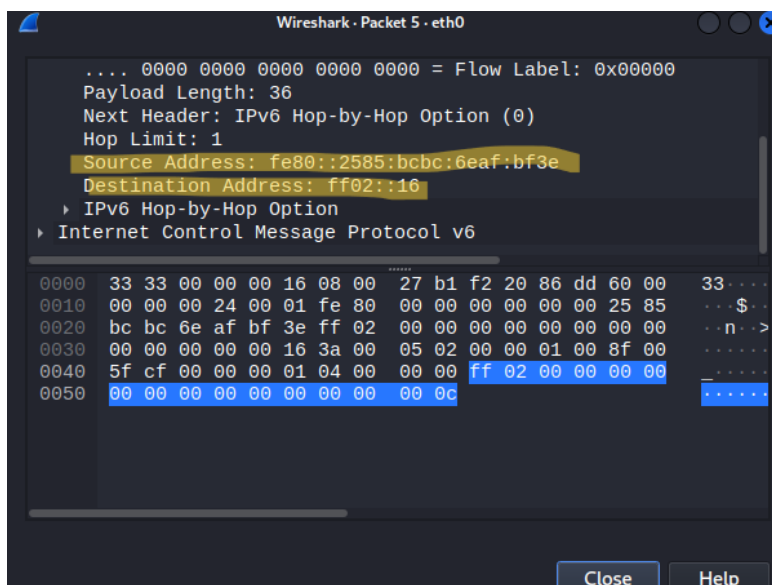 Wireshark · Packet 5 · eth0
.... 0000 0000 0000 0000 0000 = Flow Label: 0x00000
Payload Length: 36
Next Header: IPv6 Hop-by-Hop Option (0)
Hop Limit: 1
Source Address: fe80::2585:bcbc:6eaf:bf3e
Destination Address: ff02::16
IPv6 Hop-by-Hop Option
Internet Control Message Protocol v6
0000 33 33 00 00 00 16 08 00 27 b1 f2 20 86 dd 60 00 33····
0010 00 00 00 24 00 01 fe 80 00 00 00 00 00 00 25 85 ···$··
0020 bc bc 6e af bf 3e ff 02 00 00 00 00 00 00 00 00 ··n··>
0030 00 00 00 00 00 16 3a 00 05 02 00 00 01 00 8f 00 ······
0040 5f cf 00 00 00 01 04 00 00 00 ff 02 00 00 00 00 _·····
0050 00 00 00 00 00 00 00 00 00 0c ······
Close Help